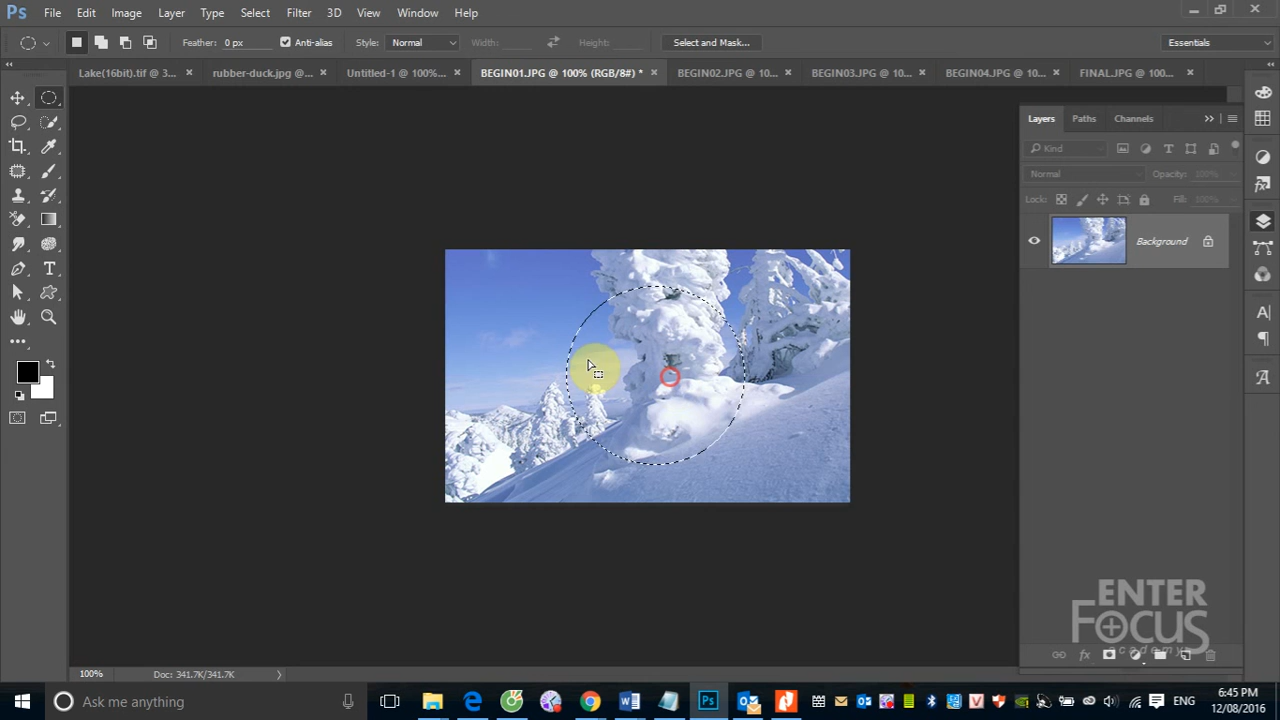 Ps File Edit Image Layer Type Select Filter 3D View Window Help
Feather: 0 px Anti-alias Style: Normal Width: Height: Select and Mask... Essentials
Lake(16bit).tif @ 3... × rubber-duck.jpg @ ... × Untitled-1 @ 100%... × BEGIN01.JPG @ 100% (RGB/8#) * × BEGIN02.JPG @ 10... × BEGIN03.JPG @ 10... × BEGIN04.JPG @ 10... × FINAL.JPG @ 100... ×
Layers Paths Channels
Kind
Normal Opacity: 100%
Lock: Fill: 100%
Background
ENTER
FOCUS
academy
100% Doc: 341.7K/341.7K
Ask me anything
ENG
6:45 PM
12/08/2016